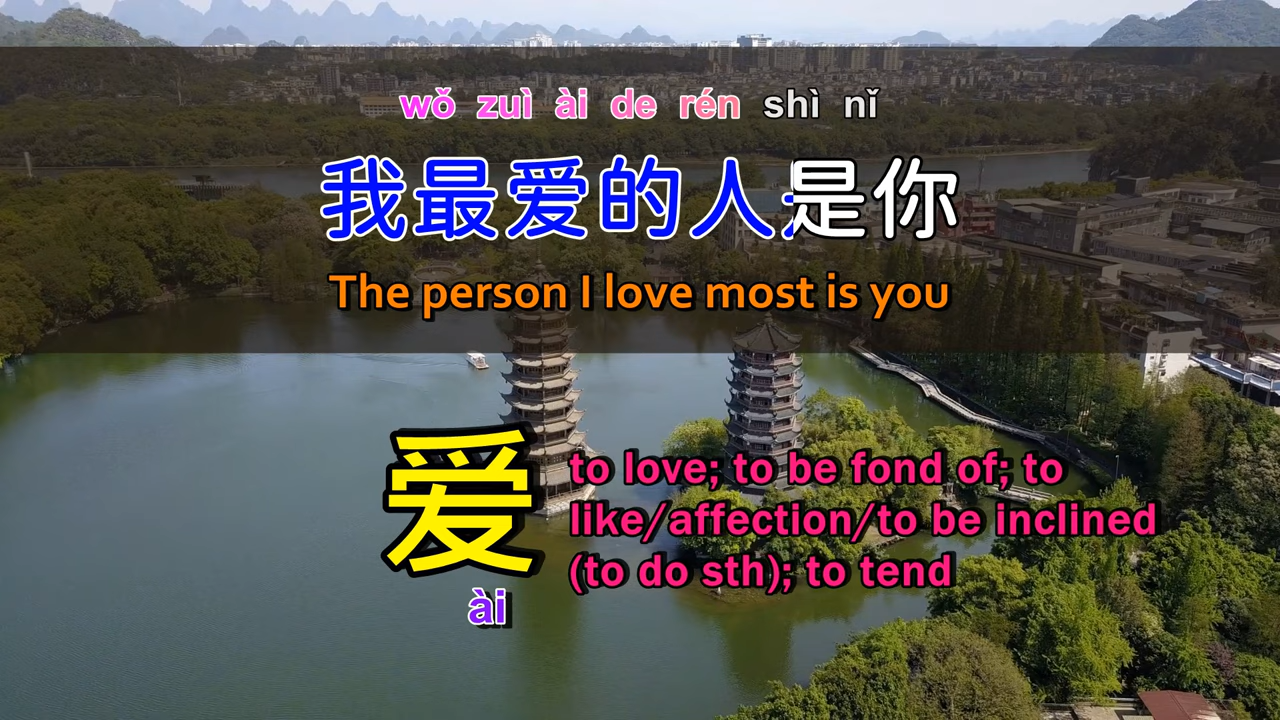 wǒ zuì ài de rén shì nǐ
我最爱的人是你
The person I love most is you
爱
to love; to be fond of; to
like/affection/to be inclined
(to do sth); to tend
ài